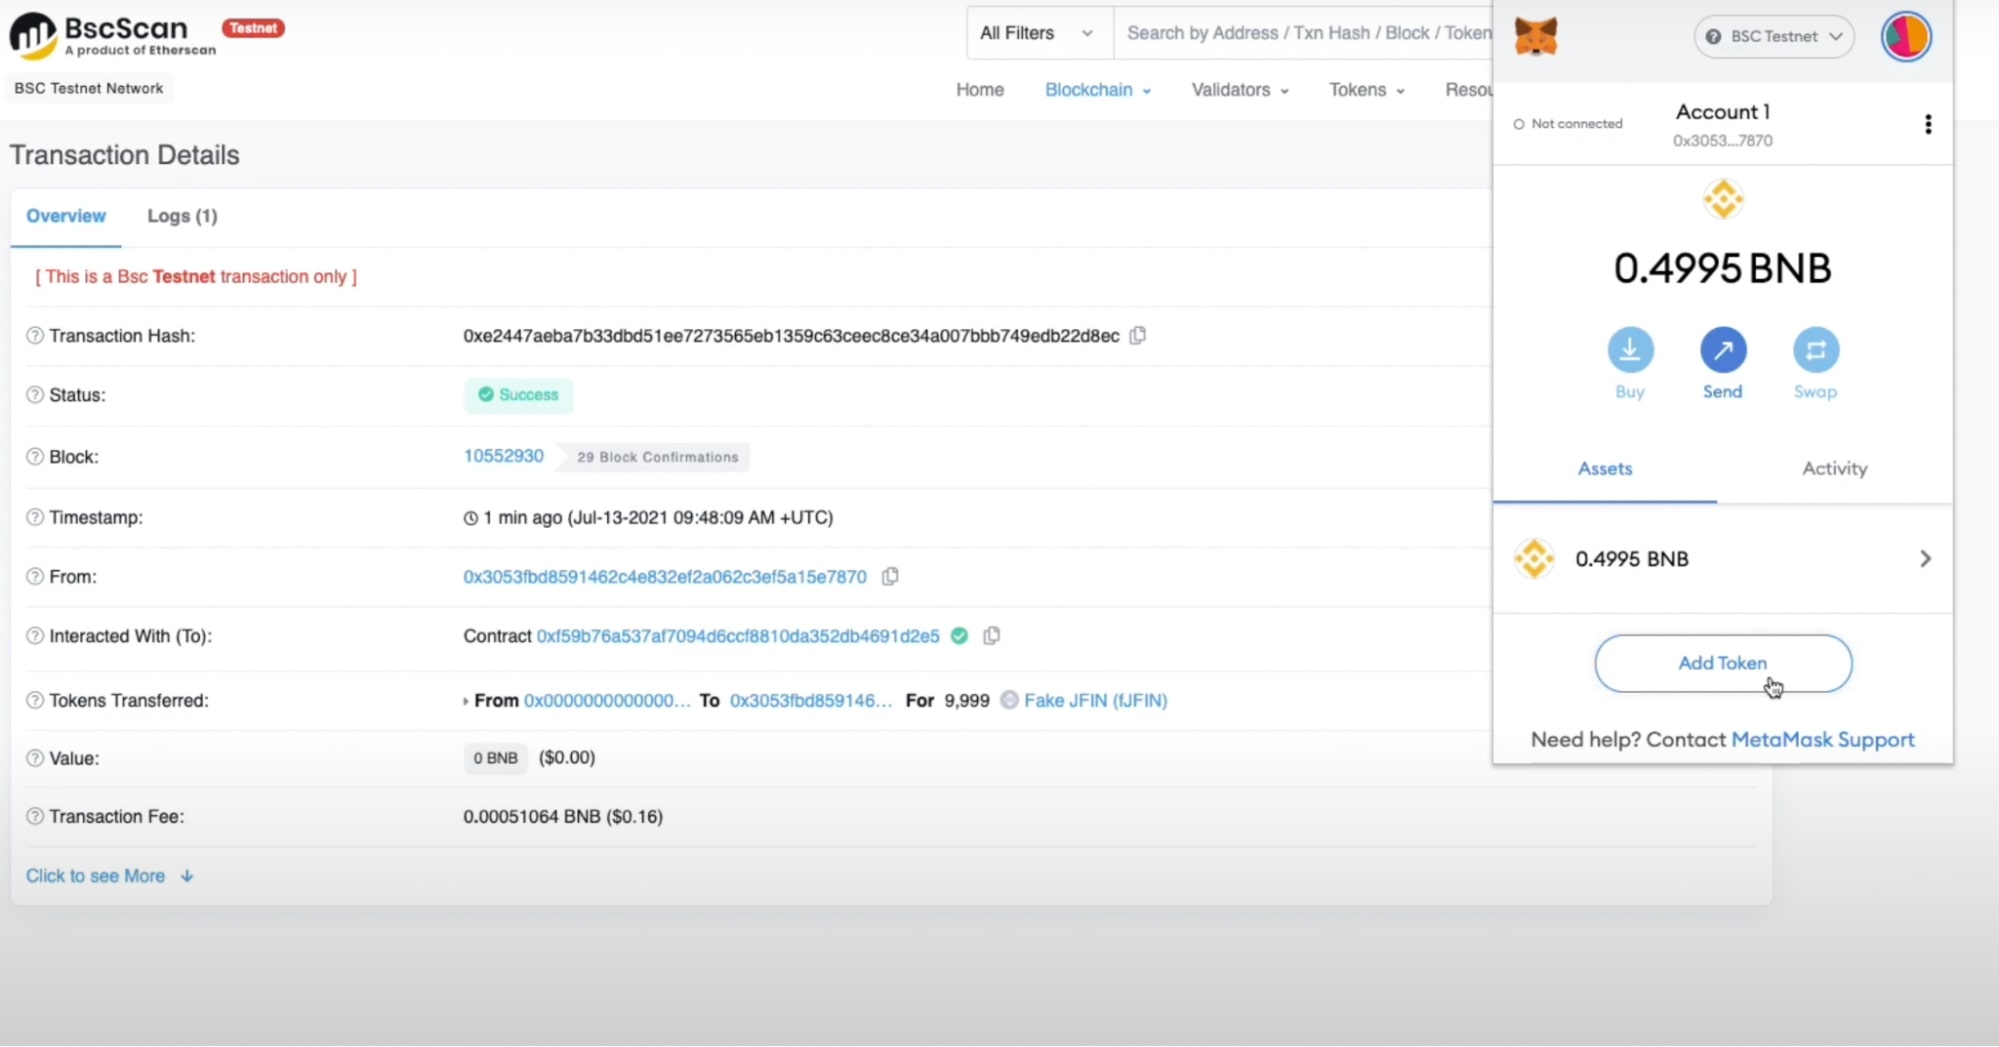 BscScan Testnet
A product of Etherscan
All Filters
Search by Address / Txn Hash / Block / Token
BSC Testnet Network
Home Blockchain Validators Tokens Resou
Transaction Details
Overview Logs (1)
[ This is a Bsc Testnet transaction only ]
Transaction Hash: 0xe2447aeba7b33dbd51ee7273565eb1359c63ceec8ce34a007bbb749edb22d8ec
Status: Success
Block: 10552930 29 Block Confirmations
Timestamp: 1 min ago (Jul-13-2021 09:48:09 AM +UTC)
From: 0x3053fbd8591462c4e832ef2a062c3ef5a15e7870
Interacted With (To): Contract 0xf59b76a537af7094d6ccf8810da352db4691d2e5
Tokens Transferred: From 0x0000000000000... To 0x3053fbd859146... For 9,999 Fake JFIN (fJFIN)
Value: 0 BNB ($0.00)
Transaction Fee: 0.00051064 BNB ($0.16)
Click to see More
BSC Testnet
Not connected
Account 1
0x3053...7870
0.4995 BNB
Buy Send Swap
Assets Activity
0.4995 BNB
Add Token
Need help? Contact MetaMask Support